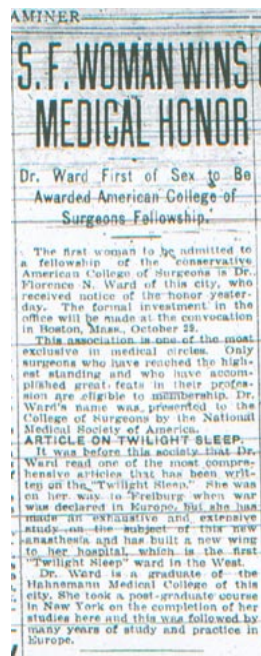 AMINER
S. F. WOMAN WINS
MEDICAL HONOR
Dr. Ward First of Sex to Be
Awarded American College of
Surgeons Fellowship.
The first woman to be admitted to
a fellowship of the conservative
American College of Surgeons is Dr.
Florence N. Ward of this city, who
received notice of the honor yester-
day. The formal investment in the
office will be made at the convocation
in Boston, Mass., October 29.
This association is one of the most
exclusive in medical circles. Only
surgeons who have reached the high-
est standing and who have accom-
plished great feats in their profes-
sion are eligible to membership. Dr.
Ward's name was presented to the
College of Surgeons by the National
Medical Society of America.
ARTICLE ON TWILIGHT SLEEP.
It was before this society that Dr.
Ward read one of the most compre-
hensive articles that has been writ-
ten on the "Twilight Sleep." She was
on her way to Freiburg when war
was declared in Europe, but she has
made an exhaustive and extensive
study on the subject of this new
anasthesia and has built a new wing
to her hospital, which is the first
"Twilight Sleep" ward in the West.
Dr. Ward is a graduate of the
Hahnemann Medical College of this
city. She took a post-graduate course
in New York on the completion of her
studies here and this was followed by
many years of study and practice in
Europe.